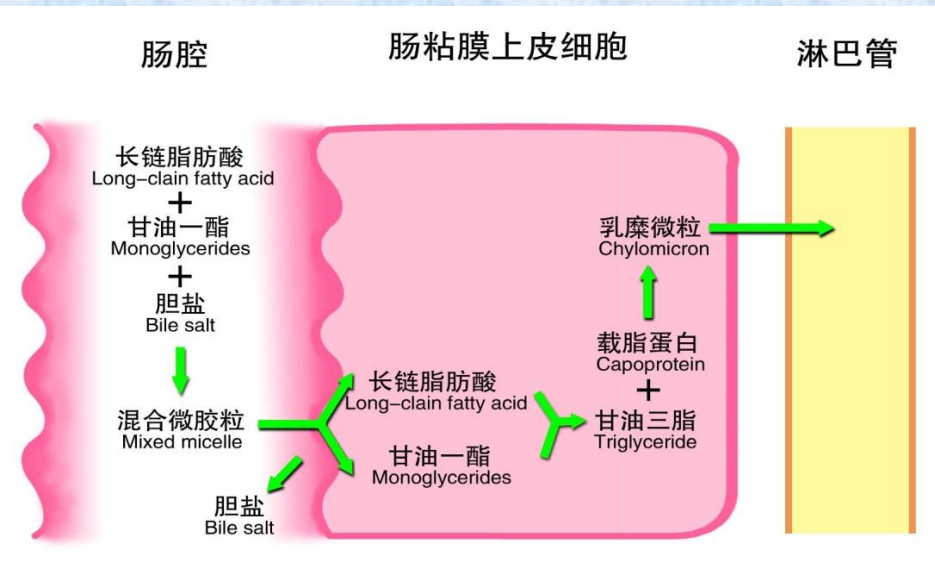 肠腔
肠粘膜上皮细胞
淋巴管
长链脂肪酸
Long-clain fatty acid
+
甘油一酯
Monoglycerides
+
胆盐
Bile salt
混合微胶粒
Mixed micelle
胆盐
Bile salt
长链脂肪酸
Long-clain fatty acid
甘油一酯
Monoglycerides
乳糜微粒
Chylomicron
载脂蛋白
Capoprotein
+
甘油三脂
Triglyceride